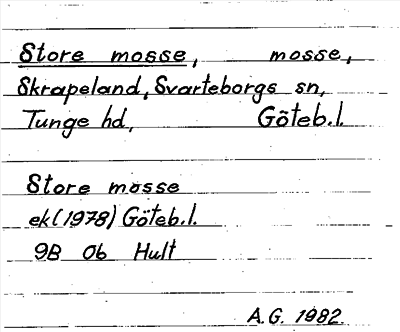 Store mosse, mosse,
Skrapeland, Svarteborgs sn,
Tunge hd, Göteb.l.
Store mosse
ek(1978) Göteb.l.
9B 0b Hult
A.G. 1982.